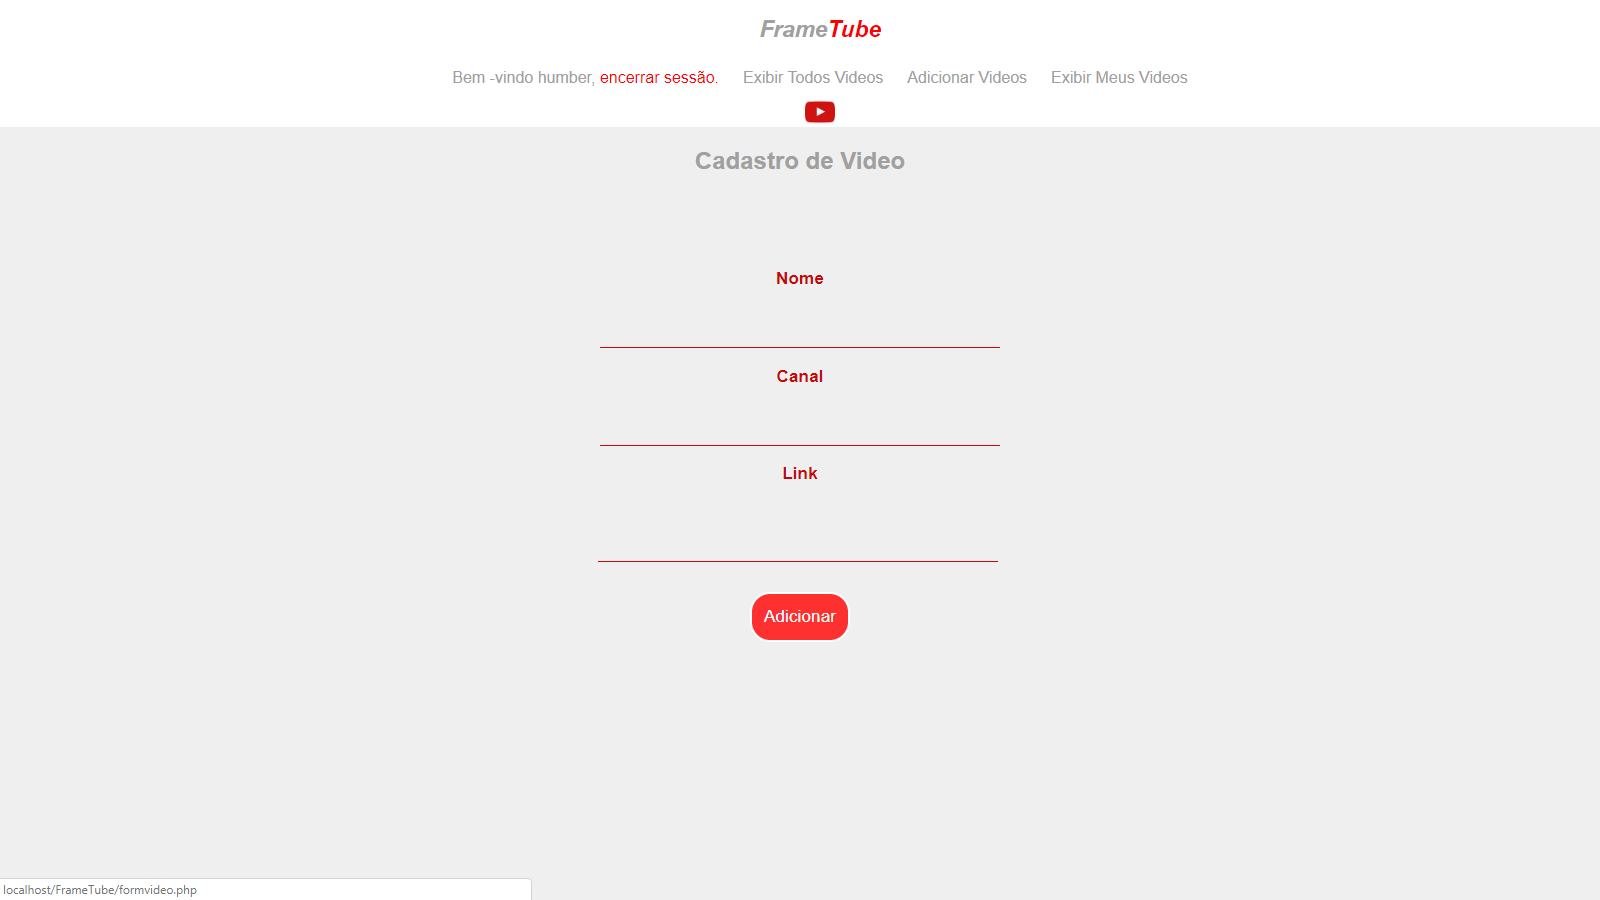 FrameTube
Bem -vindo humber, encerrar sessão. Exibir Todos Videos Adicionar Videos Exibir Meus Videos
Cadastro de Video
Nome
Canal
Link
Adicionar
localhost/FrameTube/formvideo.php